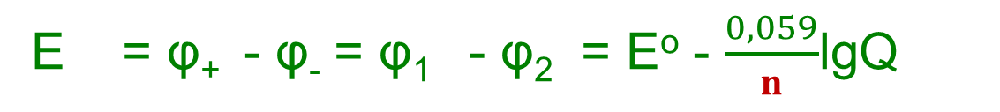 E = φ₊ - φ₋ = φ₁ - φ₂ = Eᵒ - 0,059/n lgQ